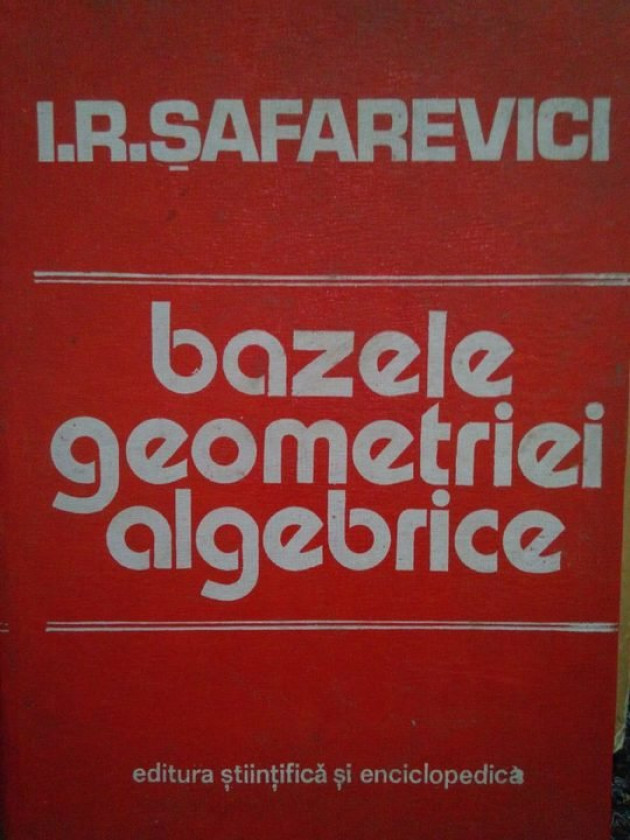 I.R.ŞAFAREVICI
bazele
geometriei
algebrice
editura ştiinţifică şi enciclopedică